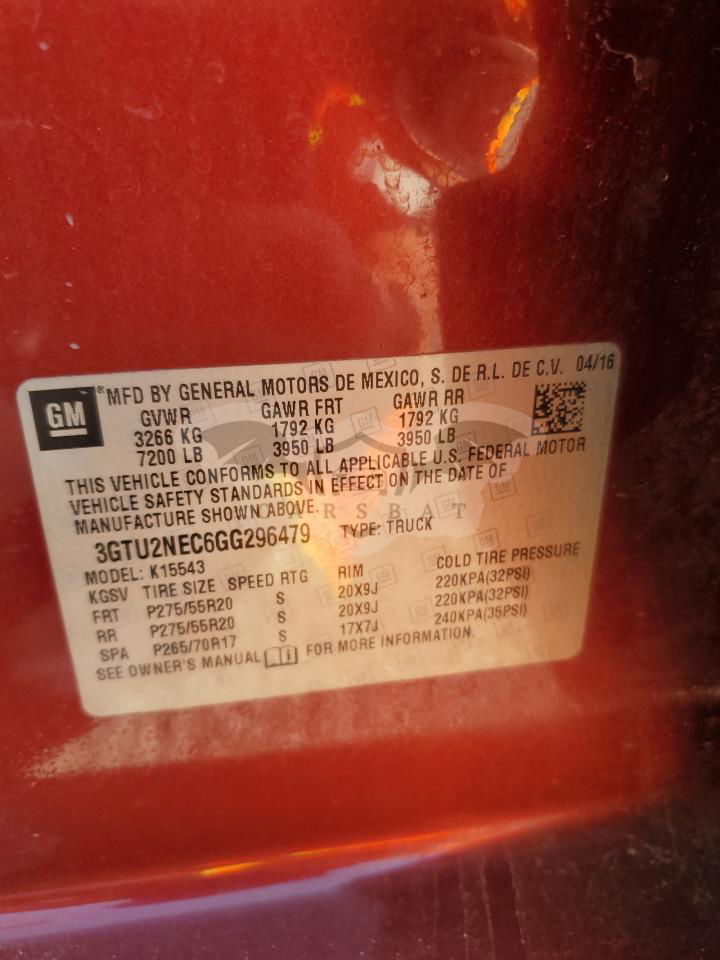 GM ® MFD BY GENERAL MOTORS DE MEXICO, S. DE R.L. DE C.V. 04/16
GVWR GAWR FRT GAWR RR
3266 KG 1792 KG 1792 KG
7200 LB 3950 LB 3950 LB
THIS VEHICLE CONFORMS TO ALL APPLICABLE U.S. FEDERAL MOTOR
VEHICLE SAFETY STANDARDS IN EFFECT ON THE DATE OF
MANUFACTURE SHOWN ABOVE.
CARSBAT
3GTU2NEC6GG296479 TYPE: TRUCK
MODEL: K15543
KGSV TIRE SIZE SPEED RTG RIM COLD TIRE PRESSURE
FRT P275/55R20 S 20X9J 220KPA(32PSI)
RR P275/55R20 S 20X9J 220KPA(32PSI)
SPA P265/70R17 S 17X7J 240KPA(35PSI)
SEE OWNER'S MANUAL FOR MORE INFORMATION.